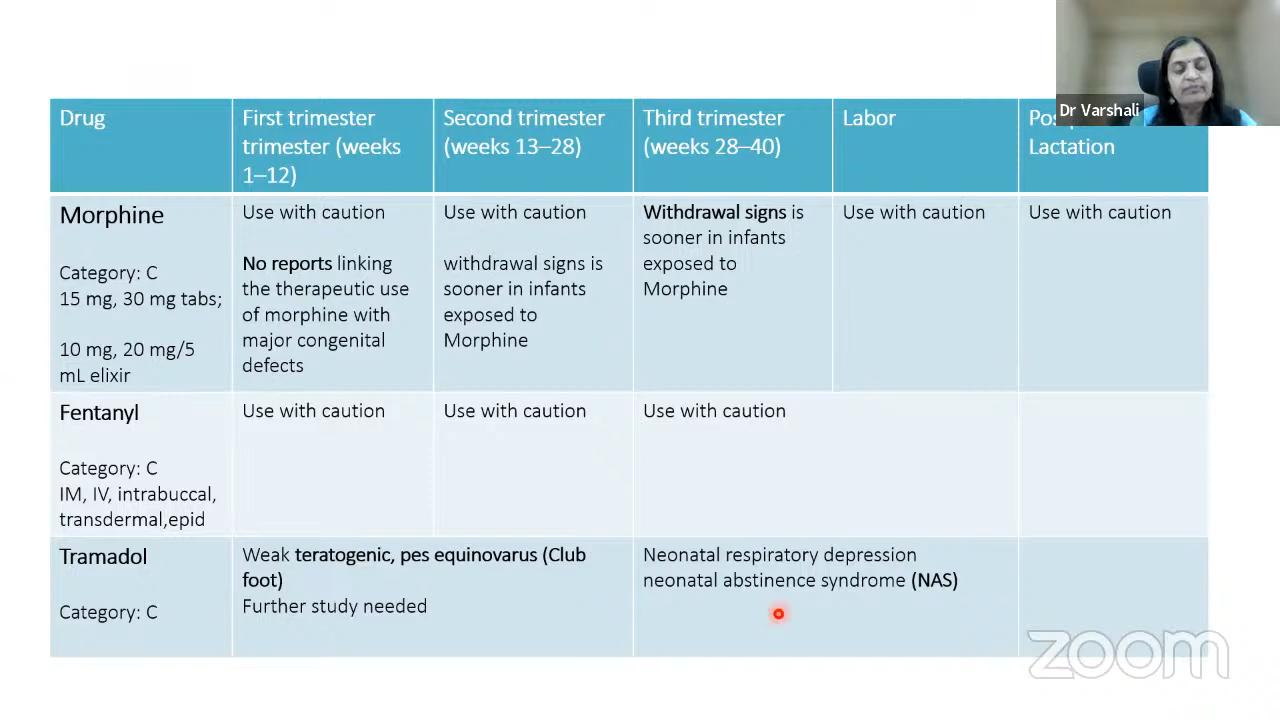 Dr Varshali
Drug
First trimester
trimester (weeks
1–12)
Second trimester
(weeks 13–28)
Third trimester
(weeks 28–40)
Labor
Lactation
Morphine
Category: C
15 mg, 30 mg tabs;
10 mg, 20 mg/5
mL elixir
Use with caution
No reports linking
the therapeutic use
of morphine with
major congenital
defects
Use with caution
withdrawal signs is
sooner in infants
exposed to
Morphine
Withdrawal signs is
sooner in infants
exposed to
Morphine
Use with caution
Use with caution
Fentanyl
Category: C
IM, IV, intrabuccal,
transdermal,epid
Use with caution
Use with caution
Use with caution
Tramadol
Category: C
Weak teratogenic, pes equinovarus (Club
foot)
Further study needed
Neonatal respiratory depression
neonatal abstinence syndrome (NAS)
zoom